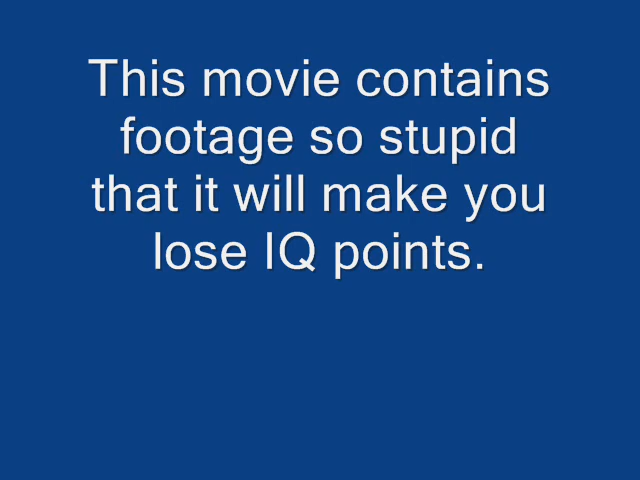 This movie contains
footage so stupid
that it will make you
lose IQ points.